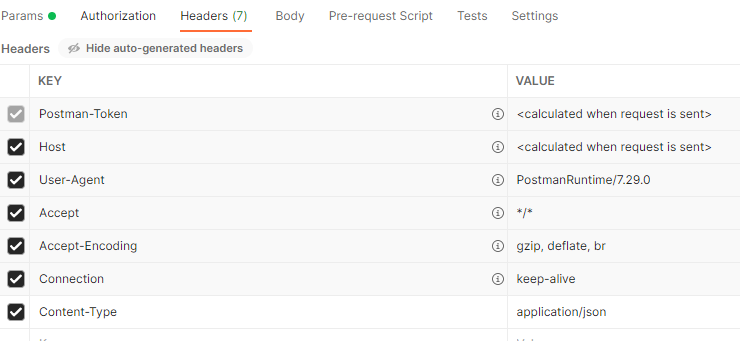 Params Authorization Headers (7) Body Pre-request Script Tests Settings
Headers Hide auto-generated headers
KEY VALUE
Postman-Token <calculated when request is sent>
Host <calculated when request is sent>
User-Agent PostmanRuntime/7.29.0
Accept */*
Accept-Encoding gzip, deflate, br
Connection keep-alive
Content-Type application/json